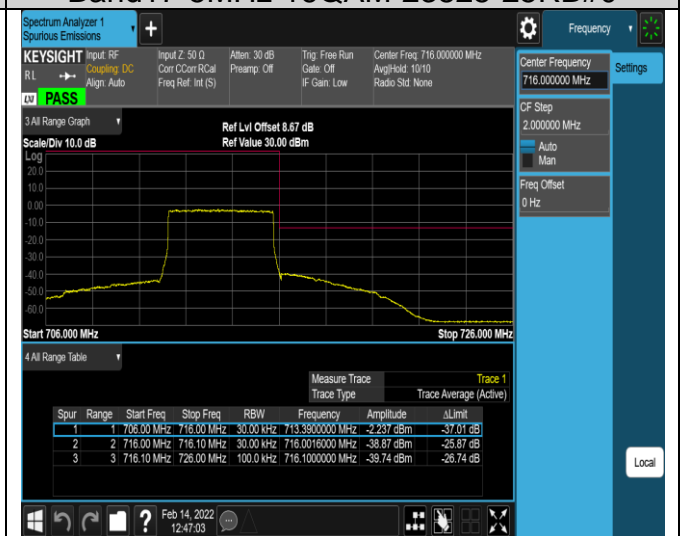 Spectrum Analyzer 1
Spurious Emissions
+
Frequency
KEYSIGHT
RL
Input: RF
Coupling: DC
Align: Auto
Input Z: 50 Ω
Corr CCorr RCal
Freq Ref: Int (S)
Atten: 30 dB
Preamp: Off
Trig: Free Run
Gate: Off
IF Gain: Low
Center Freq: 716.000000 MHz
Avg|Hold: 10/10
Radio Std: None
LXI PASS
Center Frequency
716.000000 MHz
Settings
CF Step
2.000000 MHz
Auto
Man
Freq Offset
0 Hz
3 All Range Graph
Ref Lvl Offset 8.67 dB
Scale/Div 10.0 dB
Ref Value 30.00 dBm
Log
20.0
10.0
0.00
-10.0
-20.0
-30.0
-40.0
-50.0
-60.0
Start 706.000 MHz
Stop 726.000 MHz
4 All Range Table
Measure Trace Trace 1
Trace Type Trace Average (Active)
Spur Range Start Freq Stop Freq RBW Frequency Amplitude ΔLimit
1 1 706.00 MHz 716.00 MHz 30.00 kHz 713.3900000 MHz -2.237 dBm -37.01 dB
2 2 716.00 MHz 716.10 MHz 30.00 kHz 716.0016000 MHz -38.87 dBm -25.87 dB
3 3 716.10 MHz 726.00 MHz 100.0 kHz 716.1000000 MHz -39.74 dBm -26.74 dB
Local
?
Feb 14, 2022
12:47:03